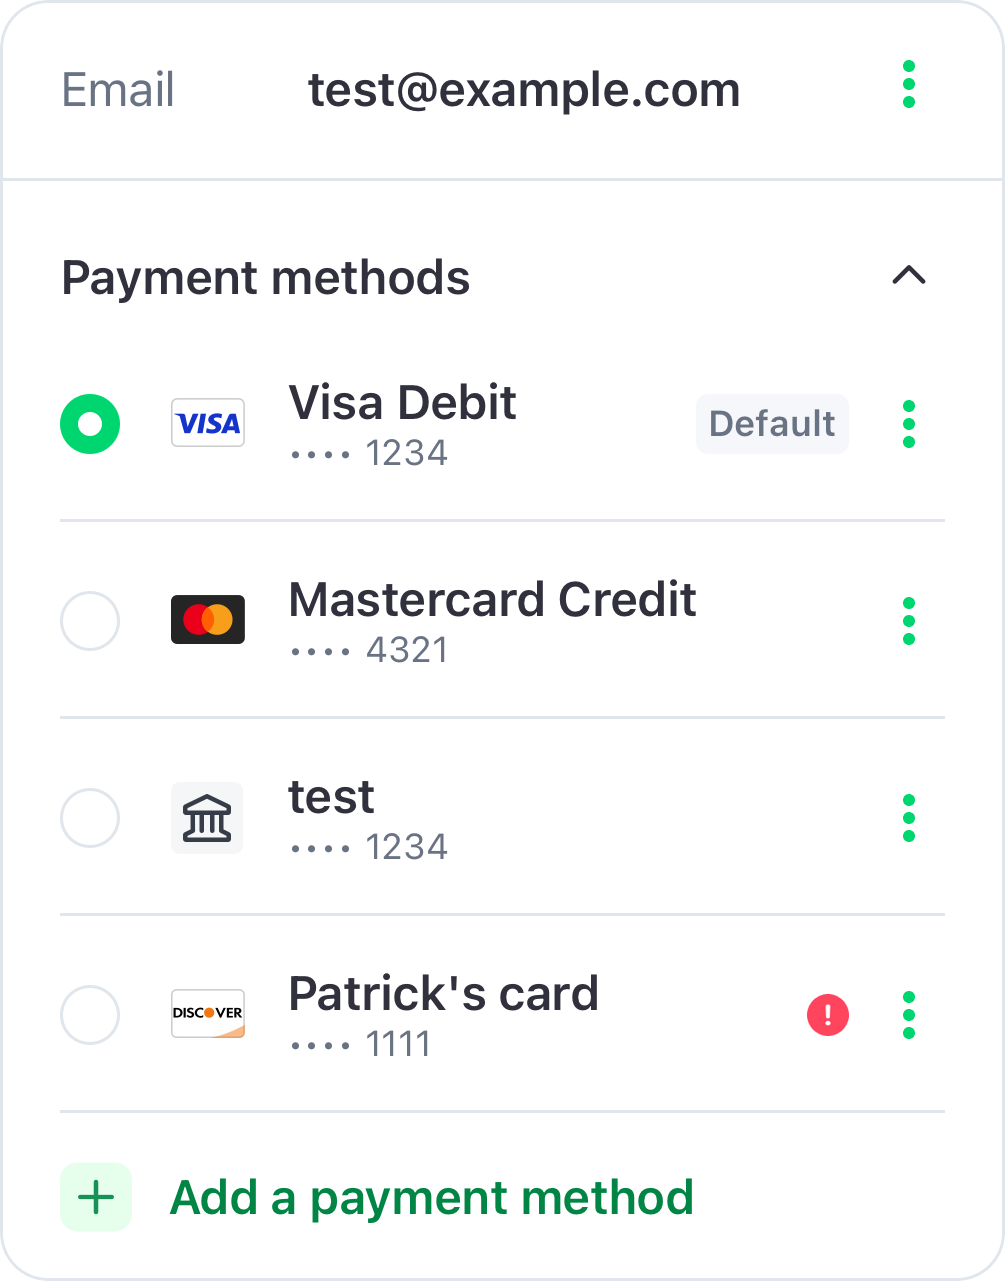 Email test@example.com
Payment methods
VISA Visa Debit Default
•••• 1234
Mastercard Credit
•••• 4321
test
•••• 1234
DISCOVER Patrick's card !
•••• 1111
+ Add a payment method